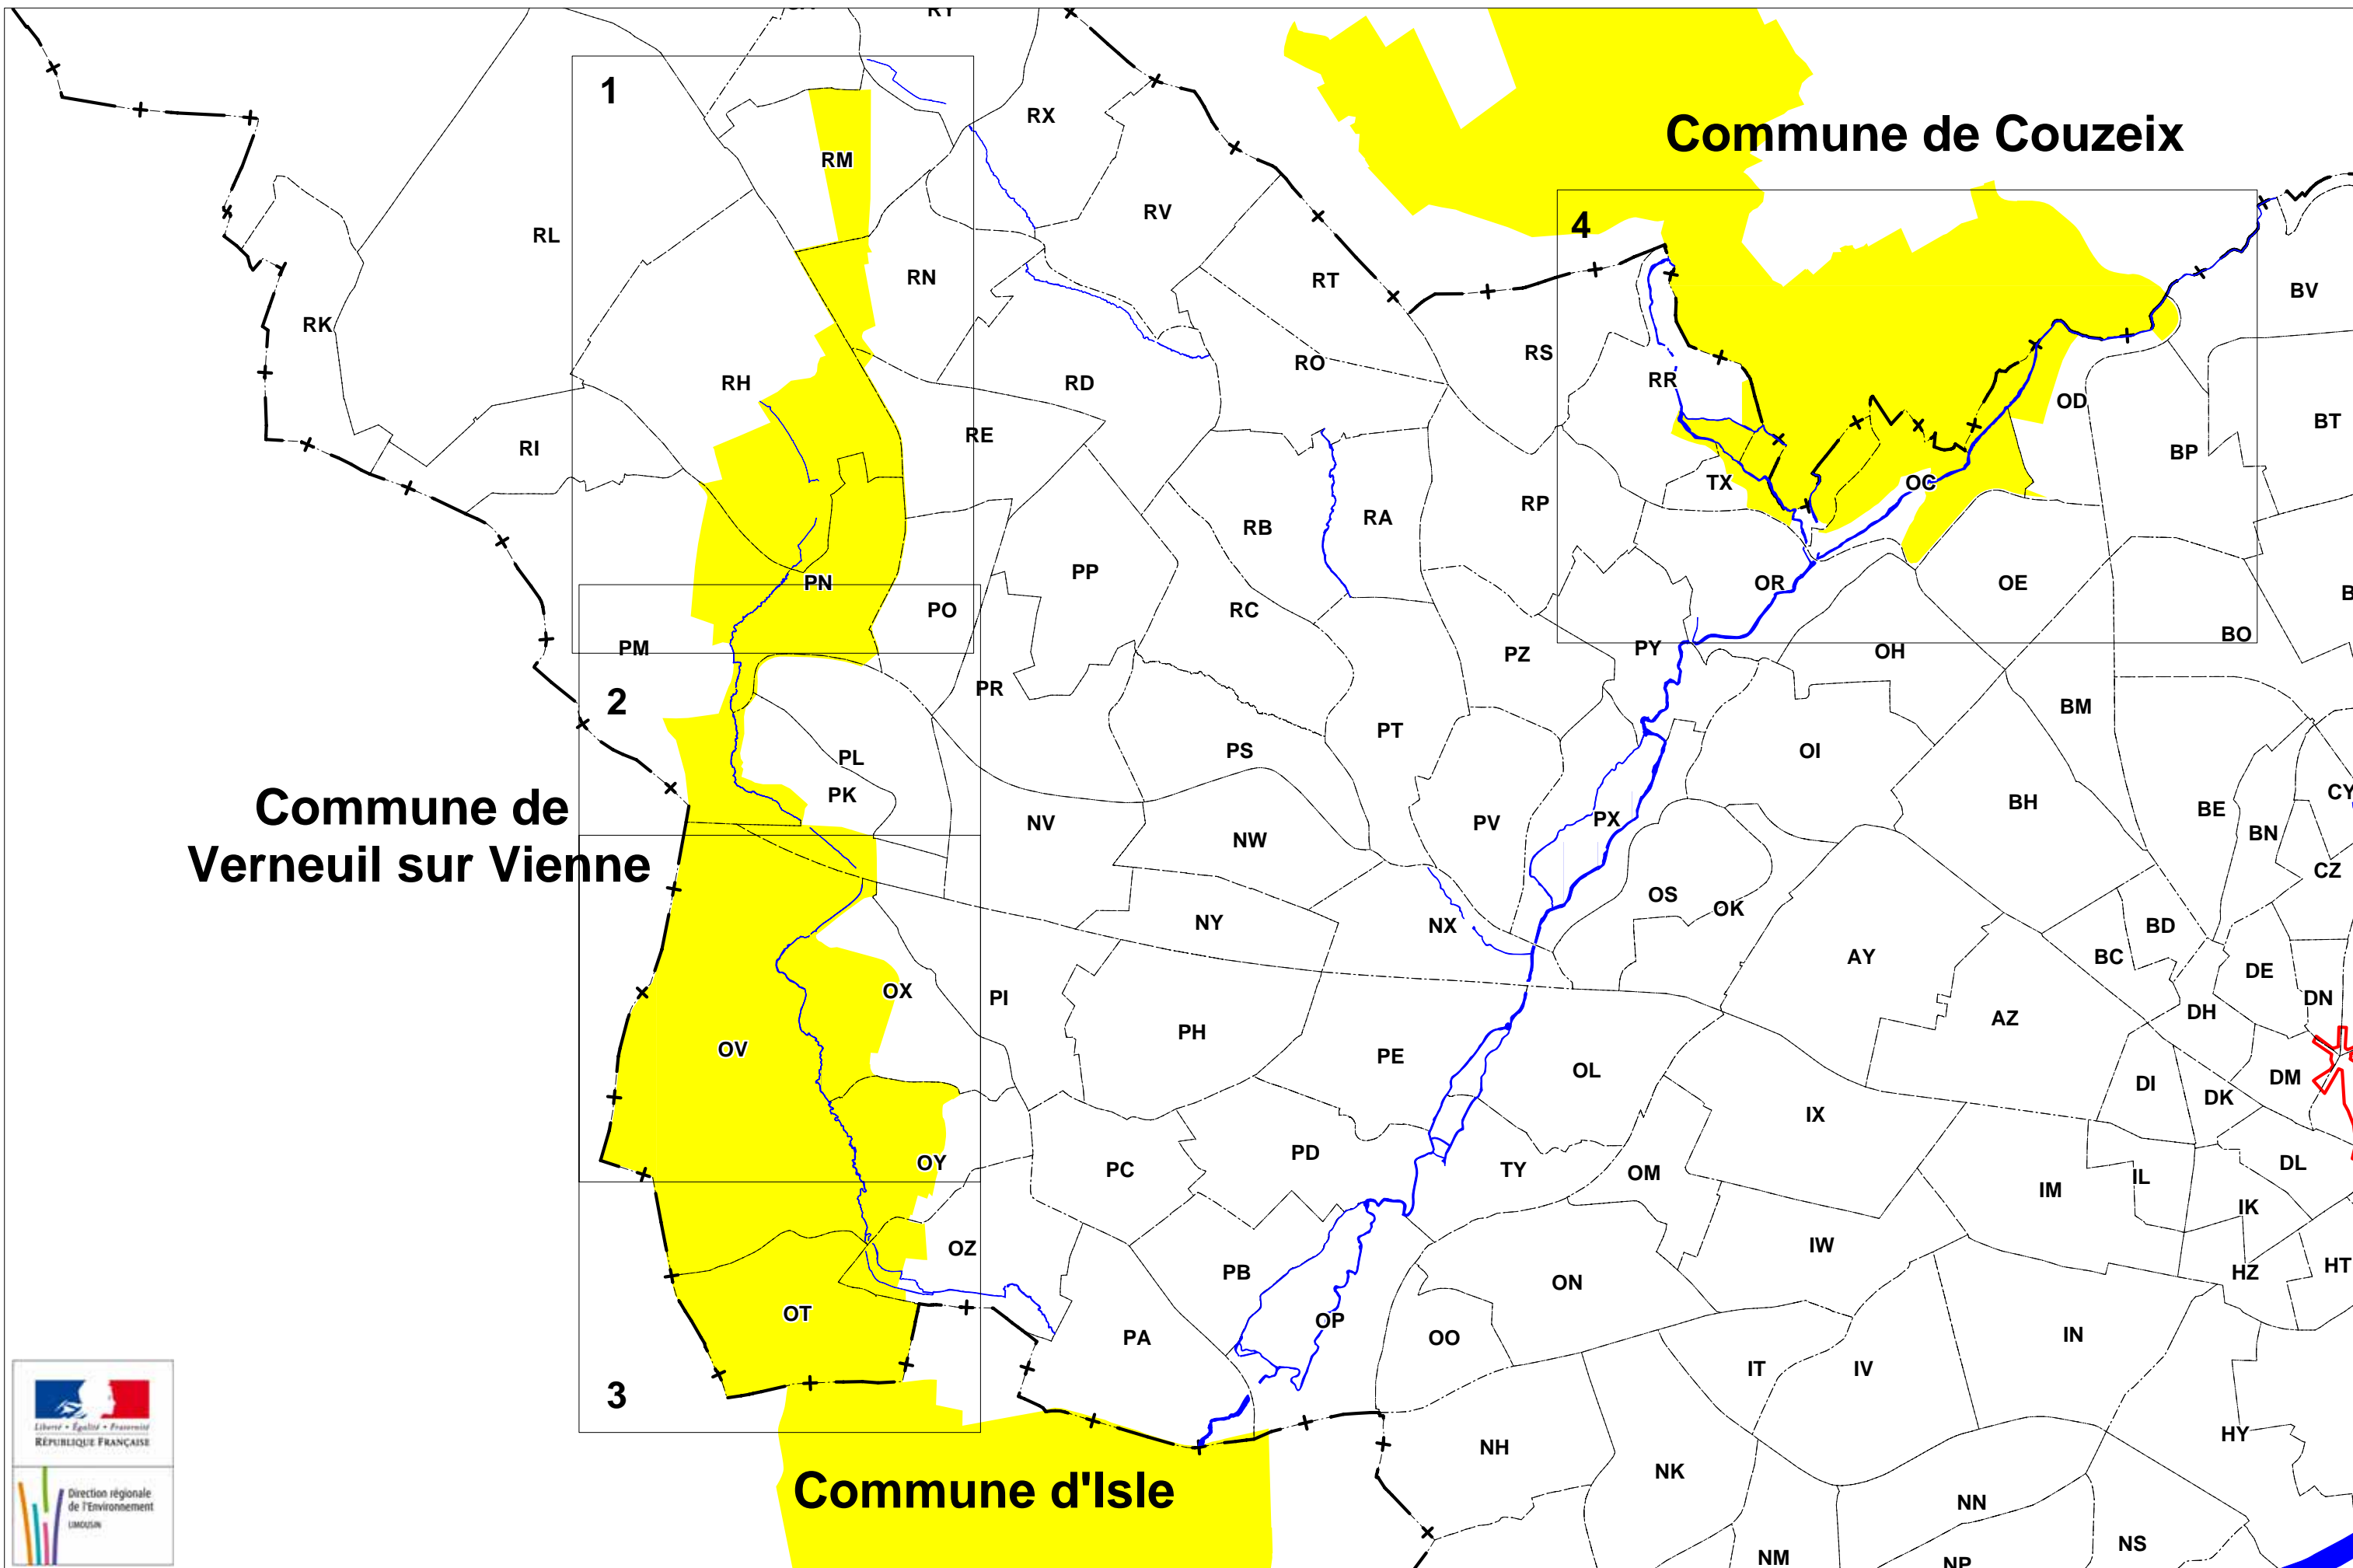 RY
1
RX
Commune de Couzeix
RM
RV
4
RL
RN
RT
BV
RK
RO
RS
RH
RD
RR
OD
BT
RI
RE
BP
TX
OC
RP
RB
RA
PP
PN
OR
OE
PO
RC
B
BO
PM
PY
OH
PZ
PR
2
BM
PT
PS
OI
PL
CY
PK
BH
Commune de
BE
PX
NV
PV
BN
NW
Verneuil sur Vienne
CZ
OS
OK
NY
NX
BD
AY
BC
DE
OX
PI
DN
DH
AZ
PH
OV
PE
OL
DM
DI
DK
IX
OY
PD
DL
PC
TY
OM
IL
IM
IK
OZ
IW
HT
PB
HZ
ON
OT
OP
PA
OO
IN
IT
IV
3
HY
NH
NK
Liberté • Égalité • Fraternité
RÉPUBLIQUE FRANÇAISE
Commune d'Isle
Direction régionale
de l'Environnement
LIMOUSIN
NN
NS
NM
NP